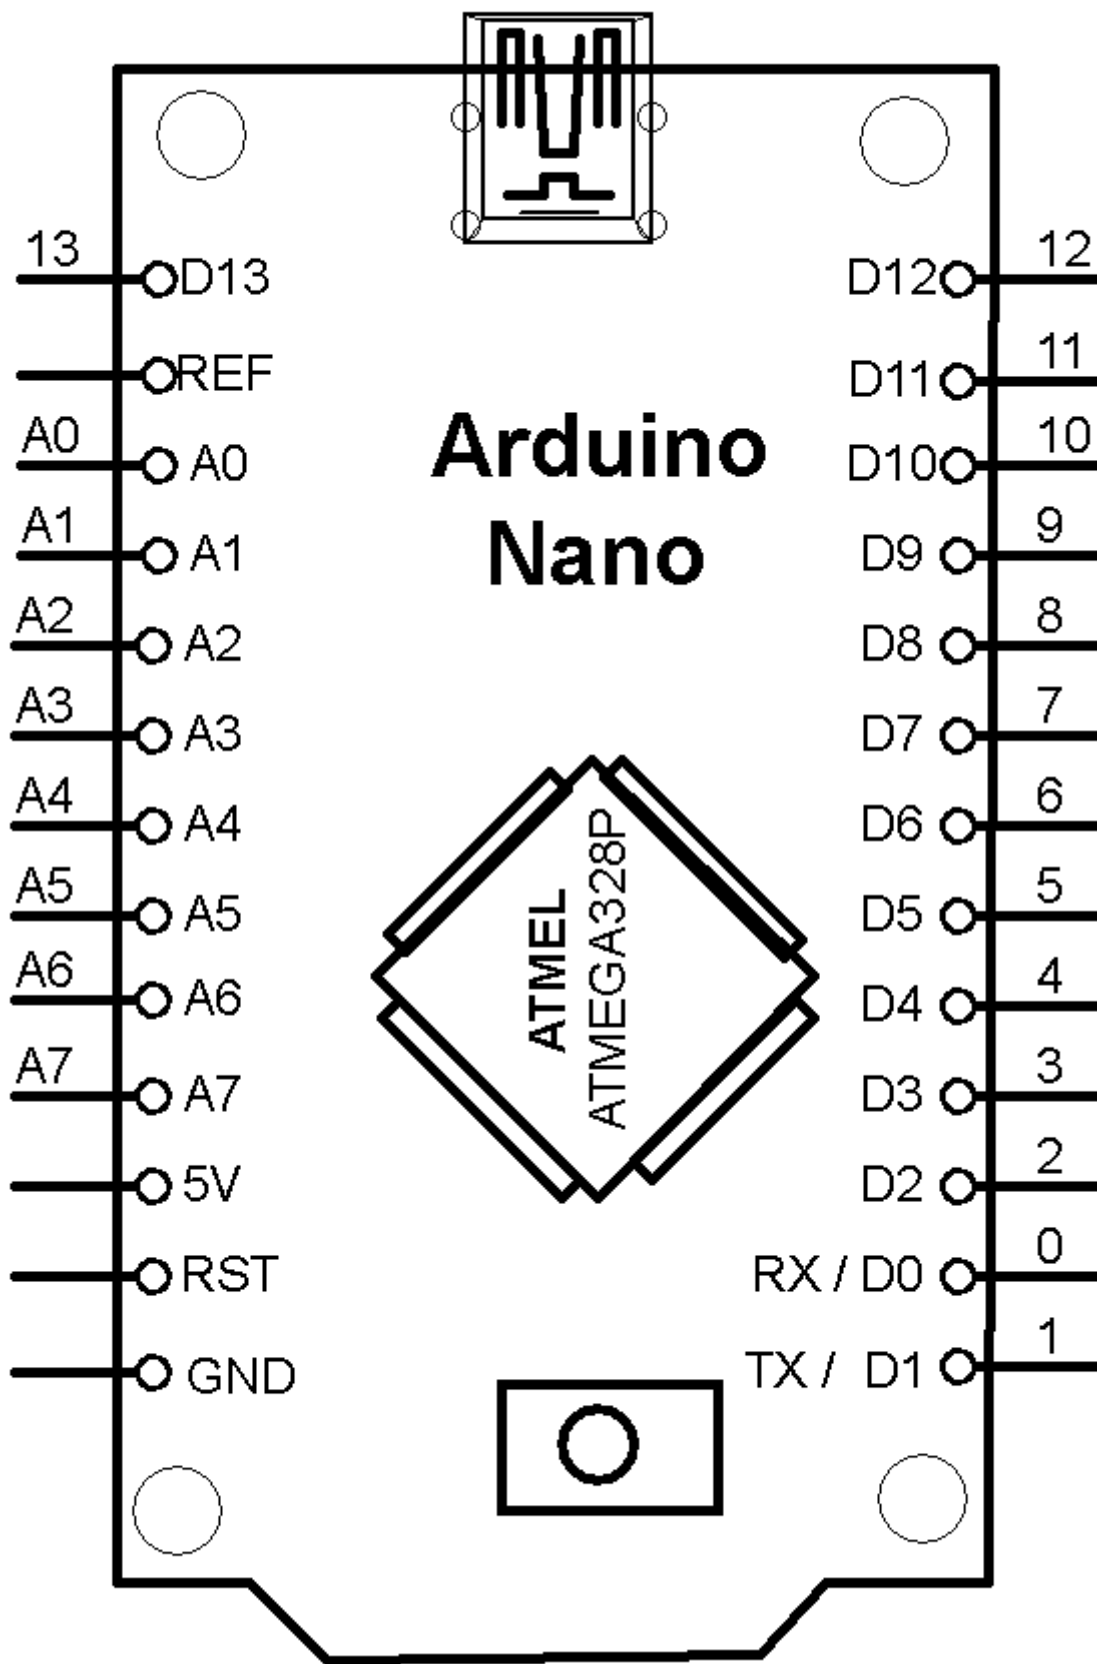 13 D13 D12 12
REF D11 11
A0 A0 D10 10
Arduino
A1 A1 D9 9
Nano
A2 A2 D8 8
A3 A3 D7 7
A4 A4 D6 6
A5 A5 D5 5
A6 A6 D4 4
A7 A7 D3 3
ATMEL
ATMEGA328P
5V D2 2
RST RX / D0 0
GND TX / D1 1